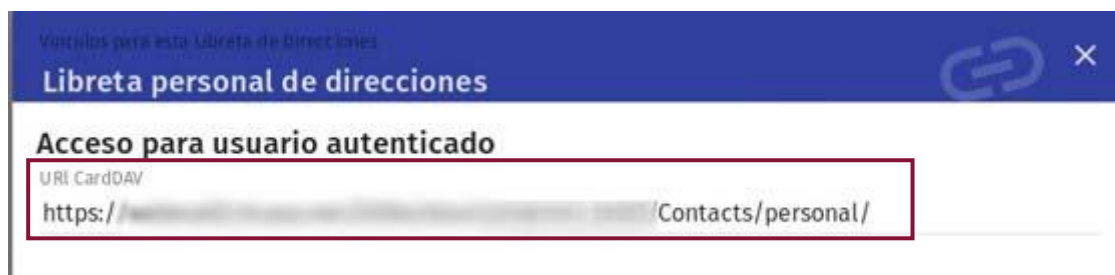 Vínculos para esta Libreta de Direcciones
Libreta personal de direcciones
Acceso para usuario autenticado
URl CardDAV
https:// /Contacts/personal/